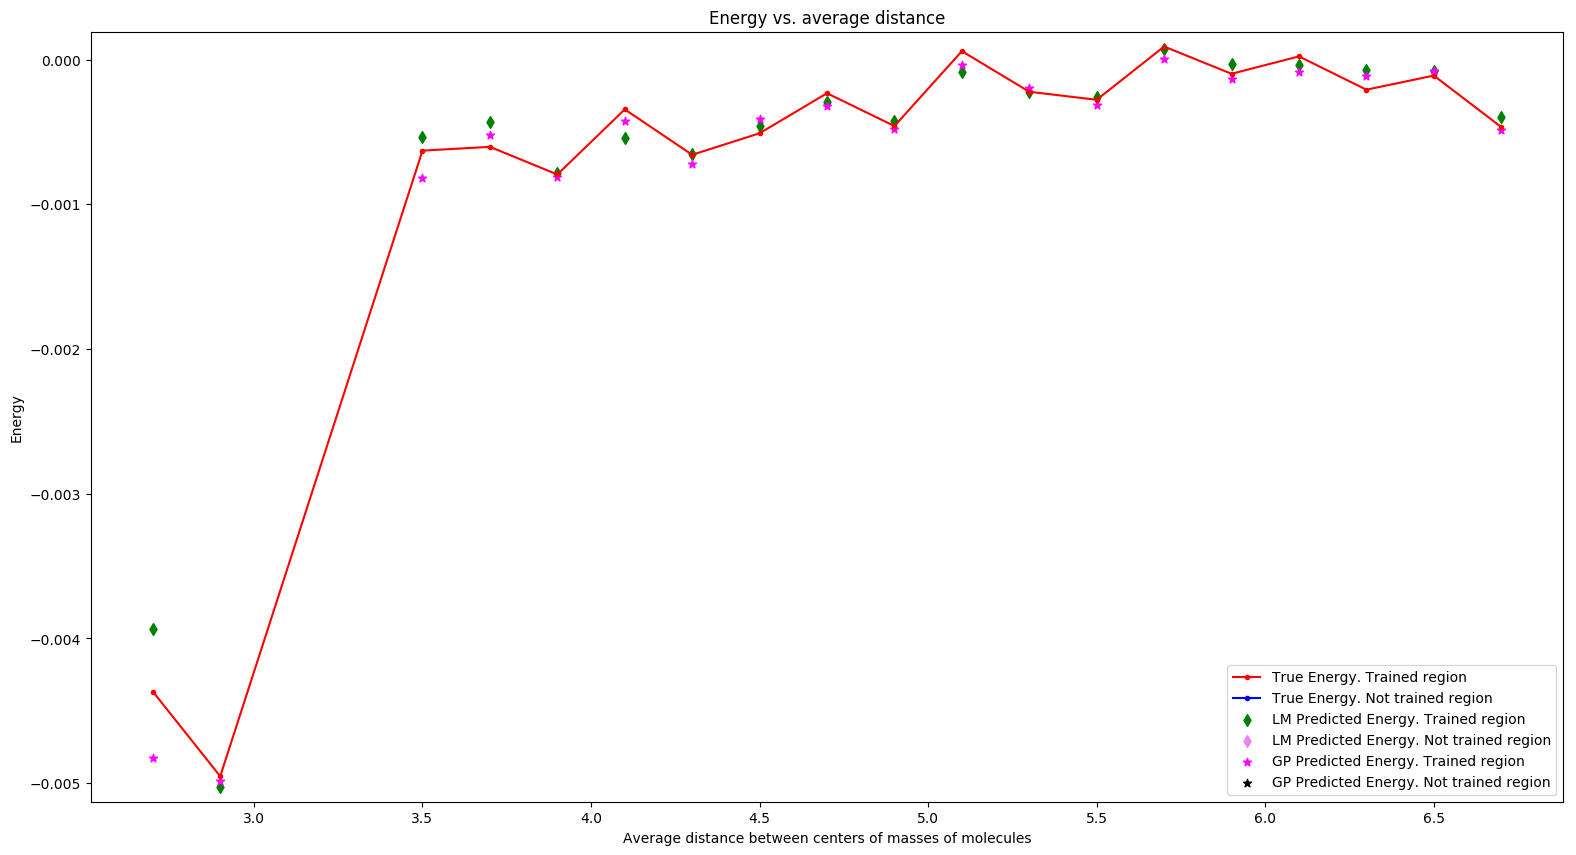 Energy vs. average distance
0.000
−0.001
−0.002
−0.003
−0.004
−0.005
Energy
3.0
3.5
4.0
4.5
5.0
5.5
6.0
6.5
Average distance between centers of masses of molecules
True Energy. Trained region
True Energy. Not trained region
LM Predicted Energy. Trained region
LM Predicted Energy. Not trained region
GP Predicted Energy. Trained region
GP Predicted Energy. Not trained region